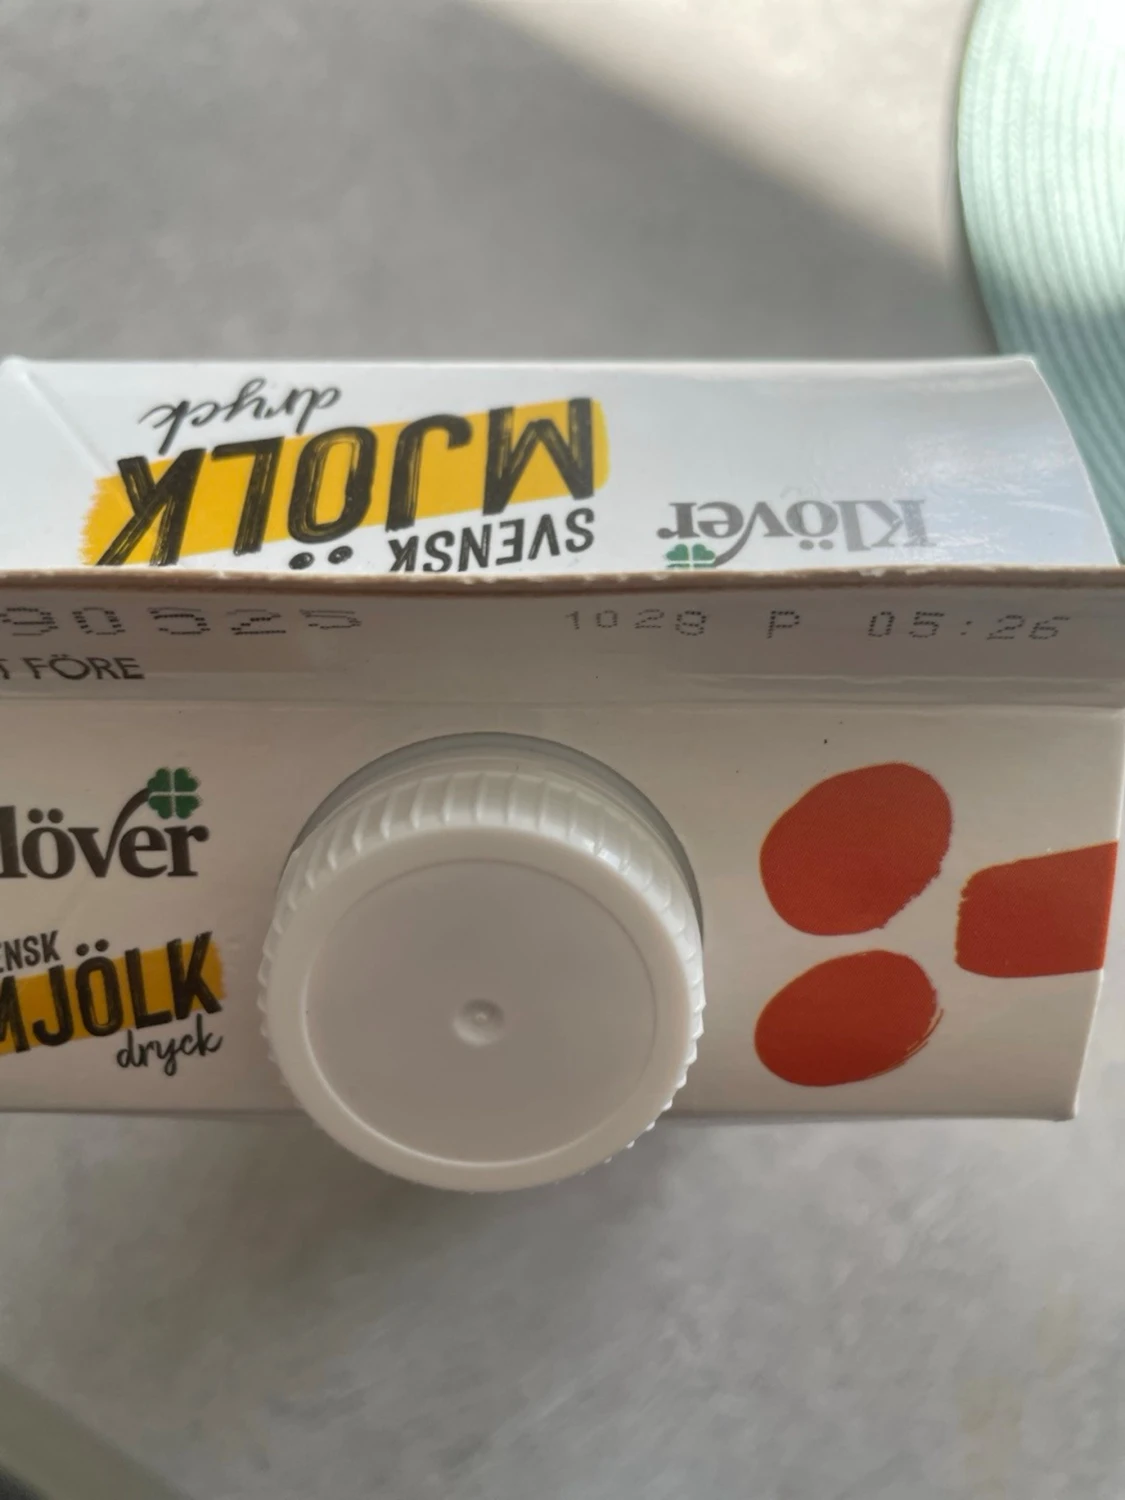 Klöver
SVENSK
MJÖLK
dryck
90525 1028 P 05:26
T FÖRE
löver
ENSK
MJÖLK
dryck